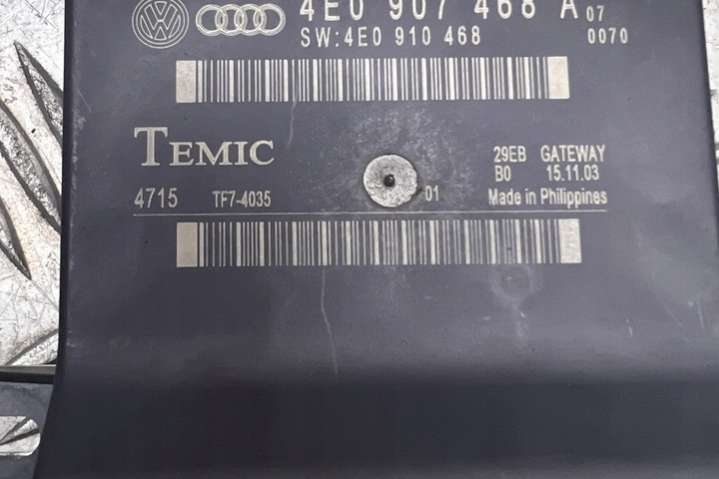 4E0 907 468 A 07
SW:4E0 910 468 0070
TEMIC
29EB GATEWAY
B0 15.11.03
4715 TF7-4035 01 Made in Philippines